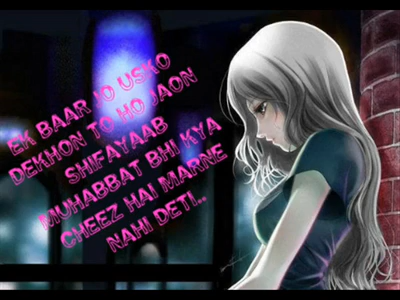 EK BAAR JO USKO
DEKHON TO HO JAON
SHIFAYAAB
MUHABBAT BHI KYA
CHEEZ HAI MARNE
NAHI DETI..